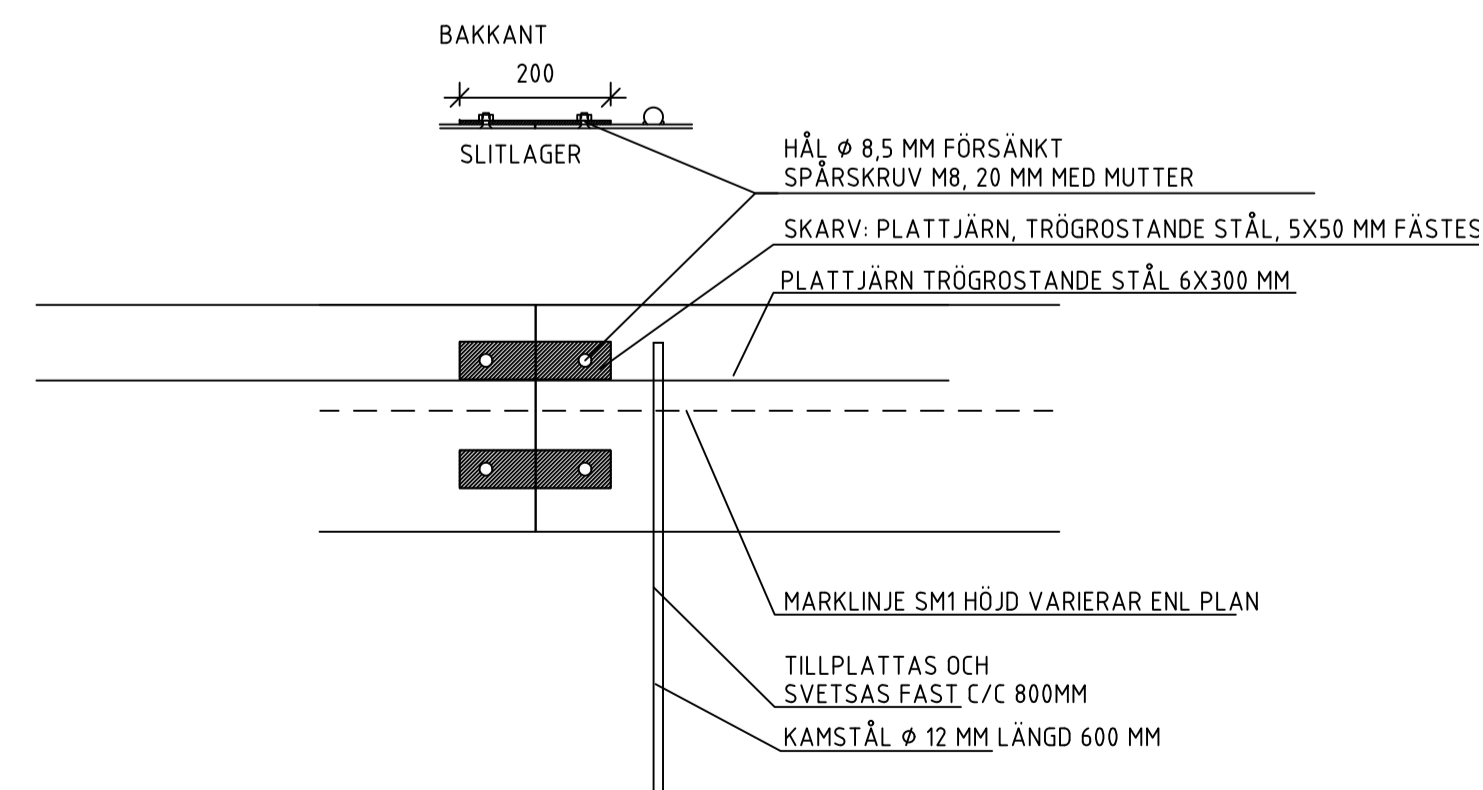 BAKKANT
200
SLITLAGER
HÅL Ø 8,5 MM FÖRSÄNKT
SPÅRSKRUV M8, 20 MM MED MUTTER
SKARV: PLATTJÄRN, TRÖGROSTANDE STÅL, 5X50 MM FÄSTES
PLATTJÄRN TRÖGROSTANDE STÅL 6X300 MM
MARKLINJE SM1 HÖJD VARIERAR ENL PLAN
TILLPLATTAS OCH
SVETSAS FAST C/C 800MM
KAMSTÅL Ø 12 MM LÄNGD 600 MM